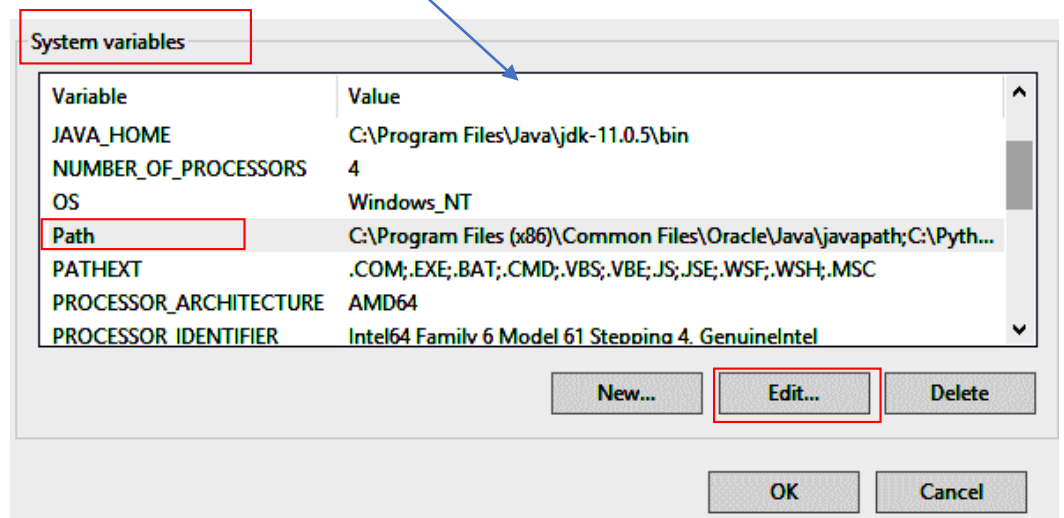 System variables
Variable Value
JAVA_HOME C:\Program Files\Java\jdk-11.0.5\bin
NUMBER_OF_PROCESSORS 4
OS Windows_NT
Path C:\Program Files (x86)\Common Files\Oracle\Java\javapath;C:\Pyth...
PATHEXT .COM;.EXE;.BAT;.CMD;.VBS;.VBE;.JS;.JSE;.WSF;.WSH;.MSC
PROCESSOR_ARCHITECTURE AMD64
PROCESSOR_IDENTIFIER Intel64 Family 6 Model 61 Stepping 4, GenuineIntel
New... Edit... Delete
OK Cancel